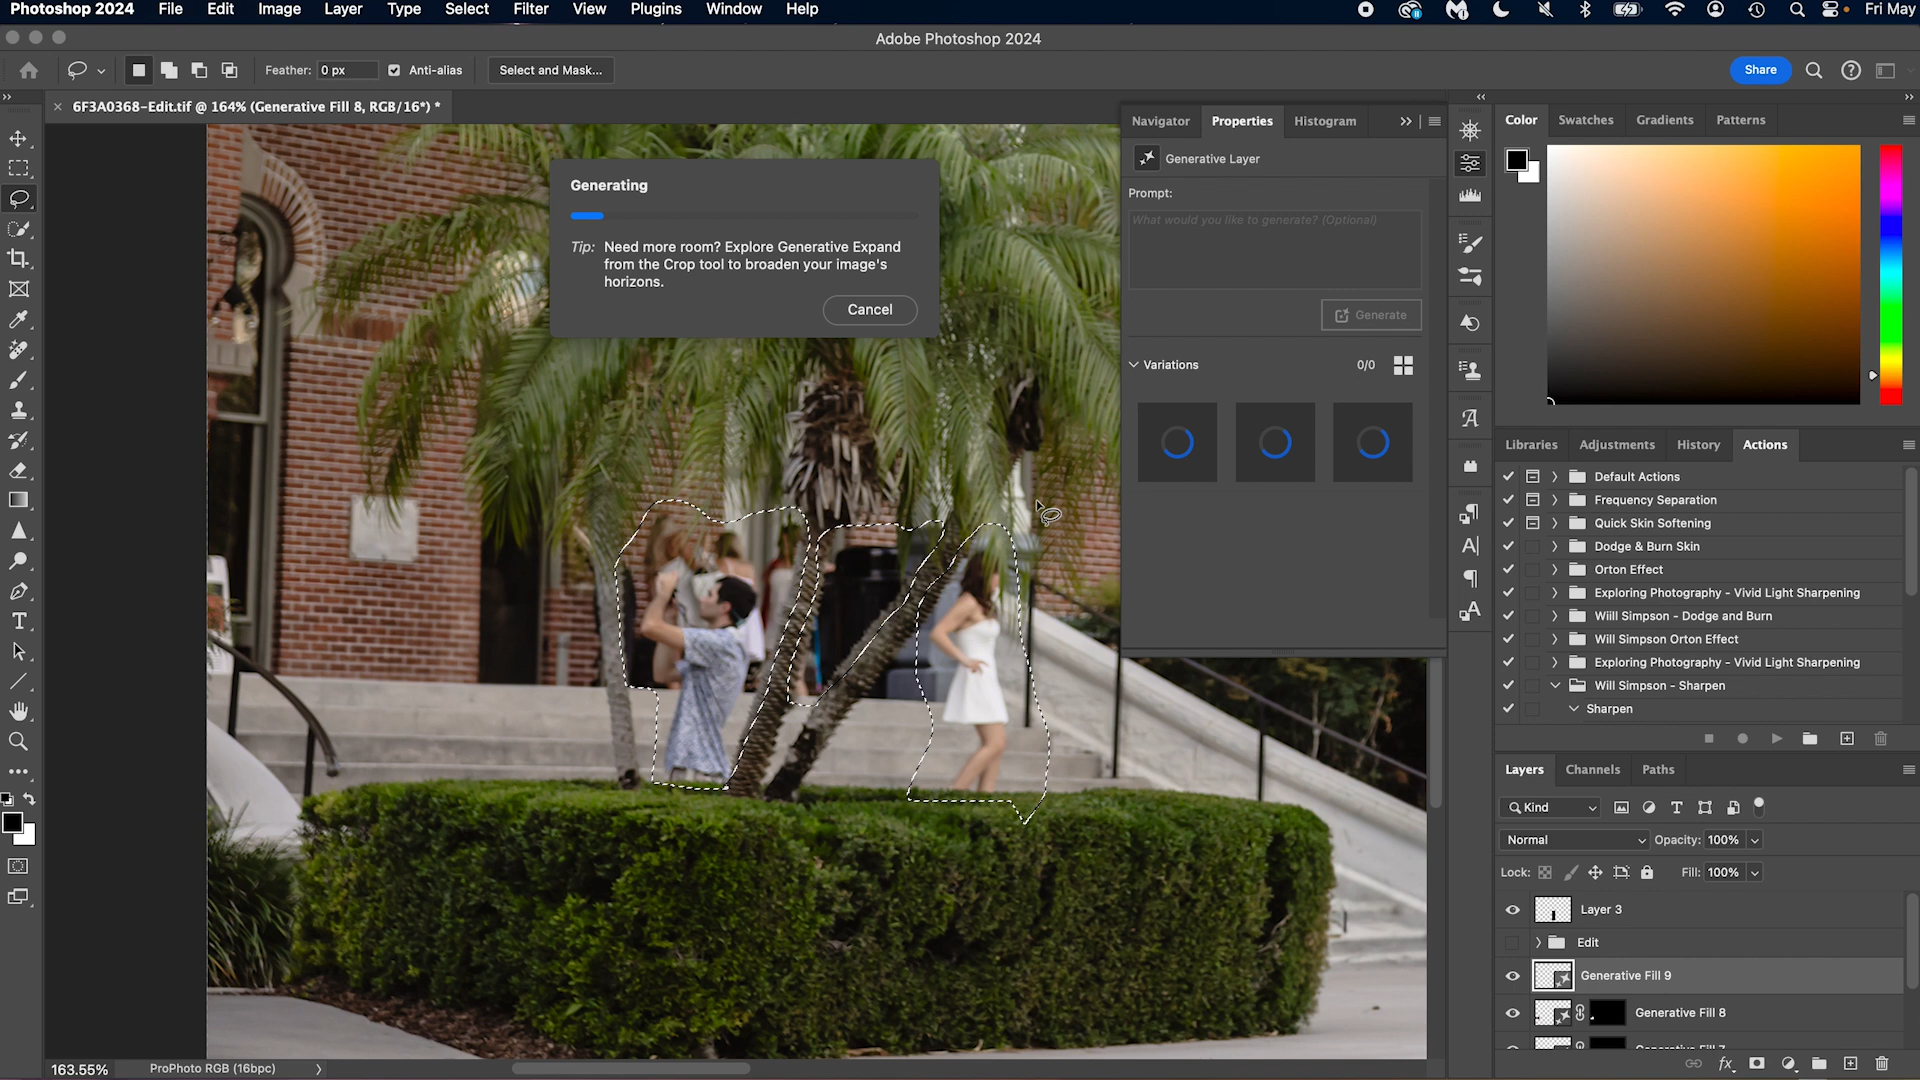 Photoshop 2024 File Edit Image Layer Type Select Filter View Plugins Window Help Fri May
Adobe Photoshop 2024
Feather: 0 px Anti-alias Select and Mask... Share
6F3A0368-Edit.tif @ 164% (Generative Fill 8, RGB/16*) *
Navigator Properties Histogram
Generative Layer
Prompt:
What would you like to generate? (Optional)
Generate
Variations 0/0
Generating
Tip: Need more room? Explore Generative Expand
from the Crop tool to broaden your image's
horizons.
Cancel
Color Swatches Gradients Patterns
Libraries Adjustments History Actions
Default Actions
Frequency Separation
Quick Skin Softening
Dodge & Burn Skin
Orton Effect
Exploring Photography - Vivid Light Sharpening
Wiill Simpson - Dodge and Burn
Will Simpson Orton Effect
Exploring Photography - Vivid Light Sharpening
Will Simpson - Sharpen
Sharpen
Layers Channels Paths
Kind
Normal Opacity: 100%
Lock: Fill: 100%
Layer 3
Edit
Generative Fill 9
Generative Fill 8
163.55% ProPhoto RGB (16bpc)